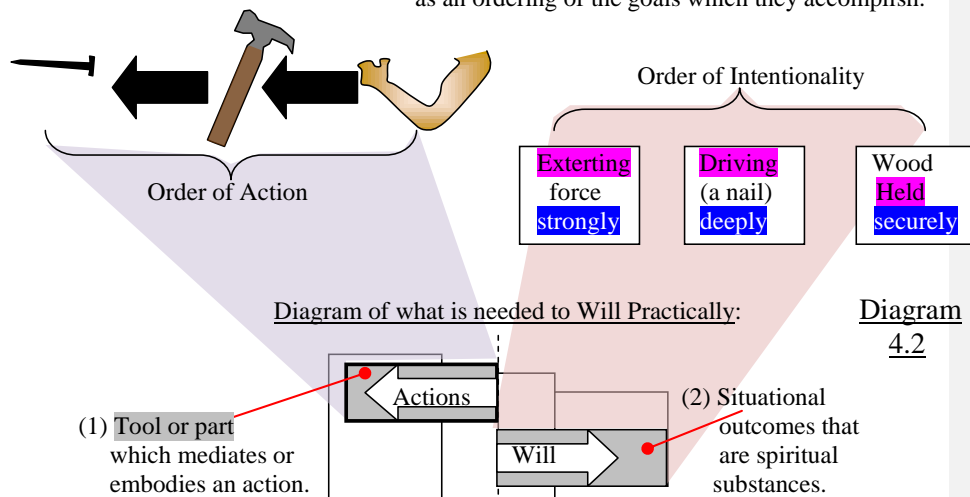 as an ordering of the goals which they accomplish.
Order of Intentionality
Order of Action
Exterting
force
strongly
Driving
(a nail)
deeply
Wood
Held
securely
Diagram of what is needed to Will Practically:
Diagram
4.2
Actions
Will
(1) Tool or part
which mediates or
embodies an action.
(2) Situational
outcomes that
are spiritual
substances.